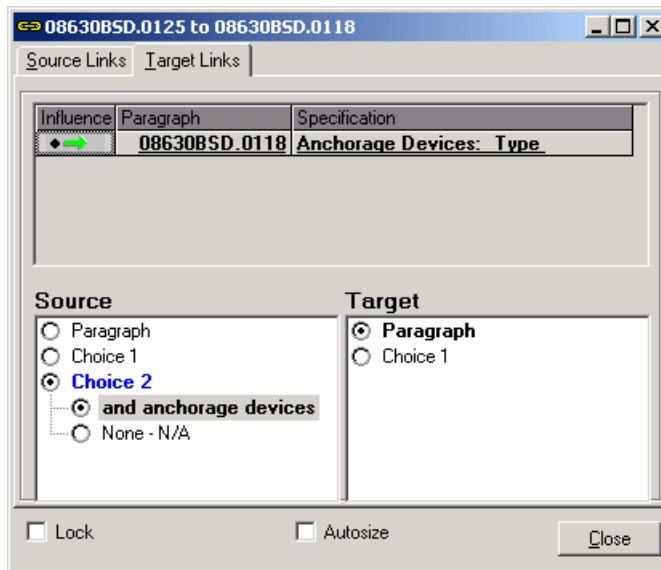 08630BSD.0125 to 08630BSD.0118
Source Links Target Links
Influence Paragraph Specification
08630BSD.0118 Anchorage Devices: Type
Source Target
Paragraph Paragraph
Choice 1 Choice 1
Choice 2
and anchorage devices
None - N/A
Lock Autosize Close